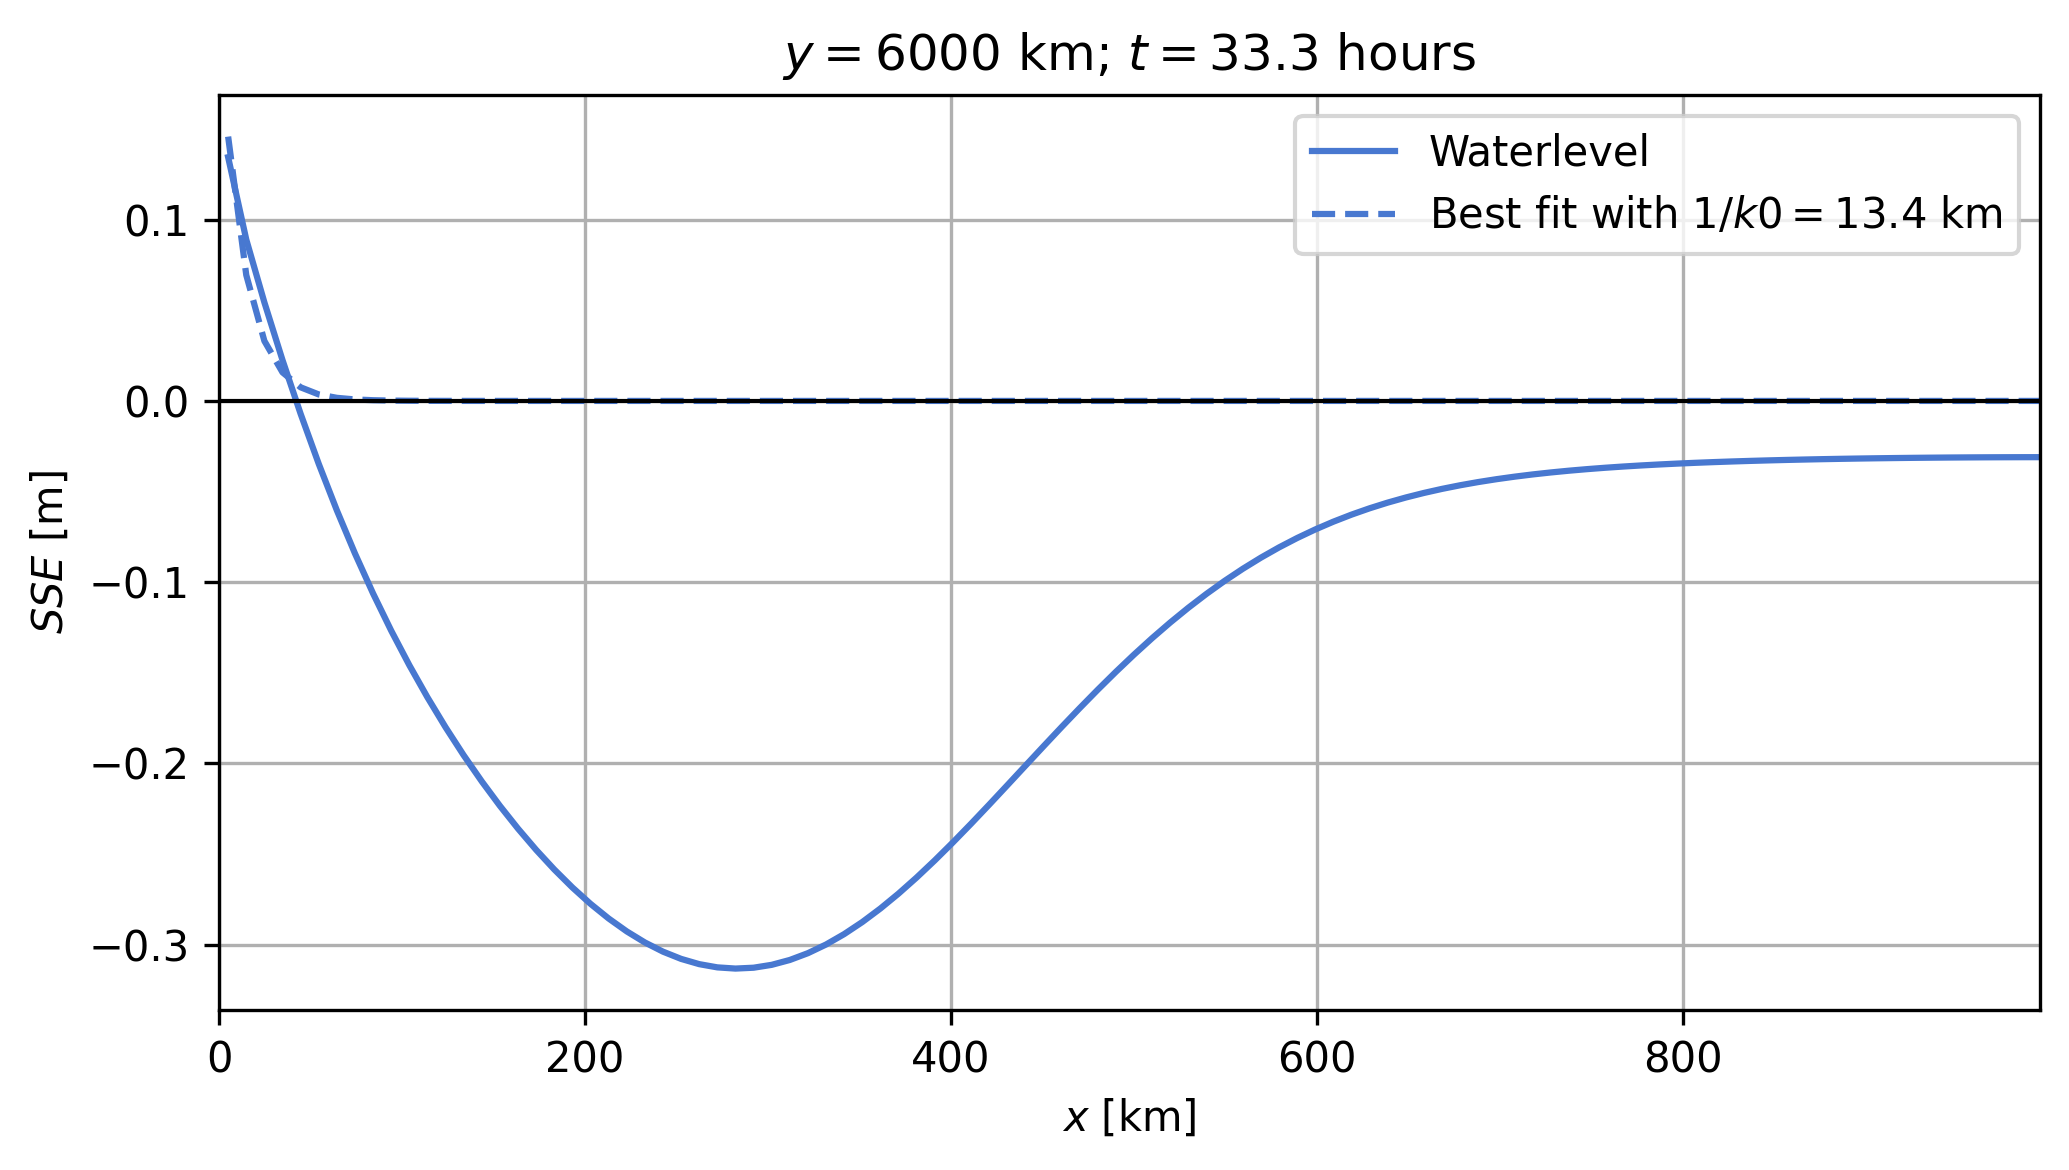 y = 6000 km; t = 33.3 hours
Waterlevel
Best fit with 1/k0 = 13.4 km
0.1
0.0
−0.1
−0.2
−0.3
SSE [m]
0
200
400
600
800
x [km]